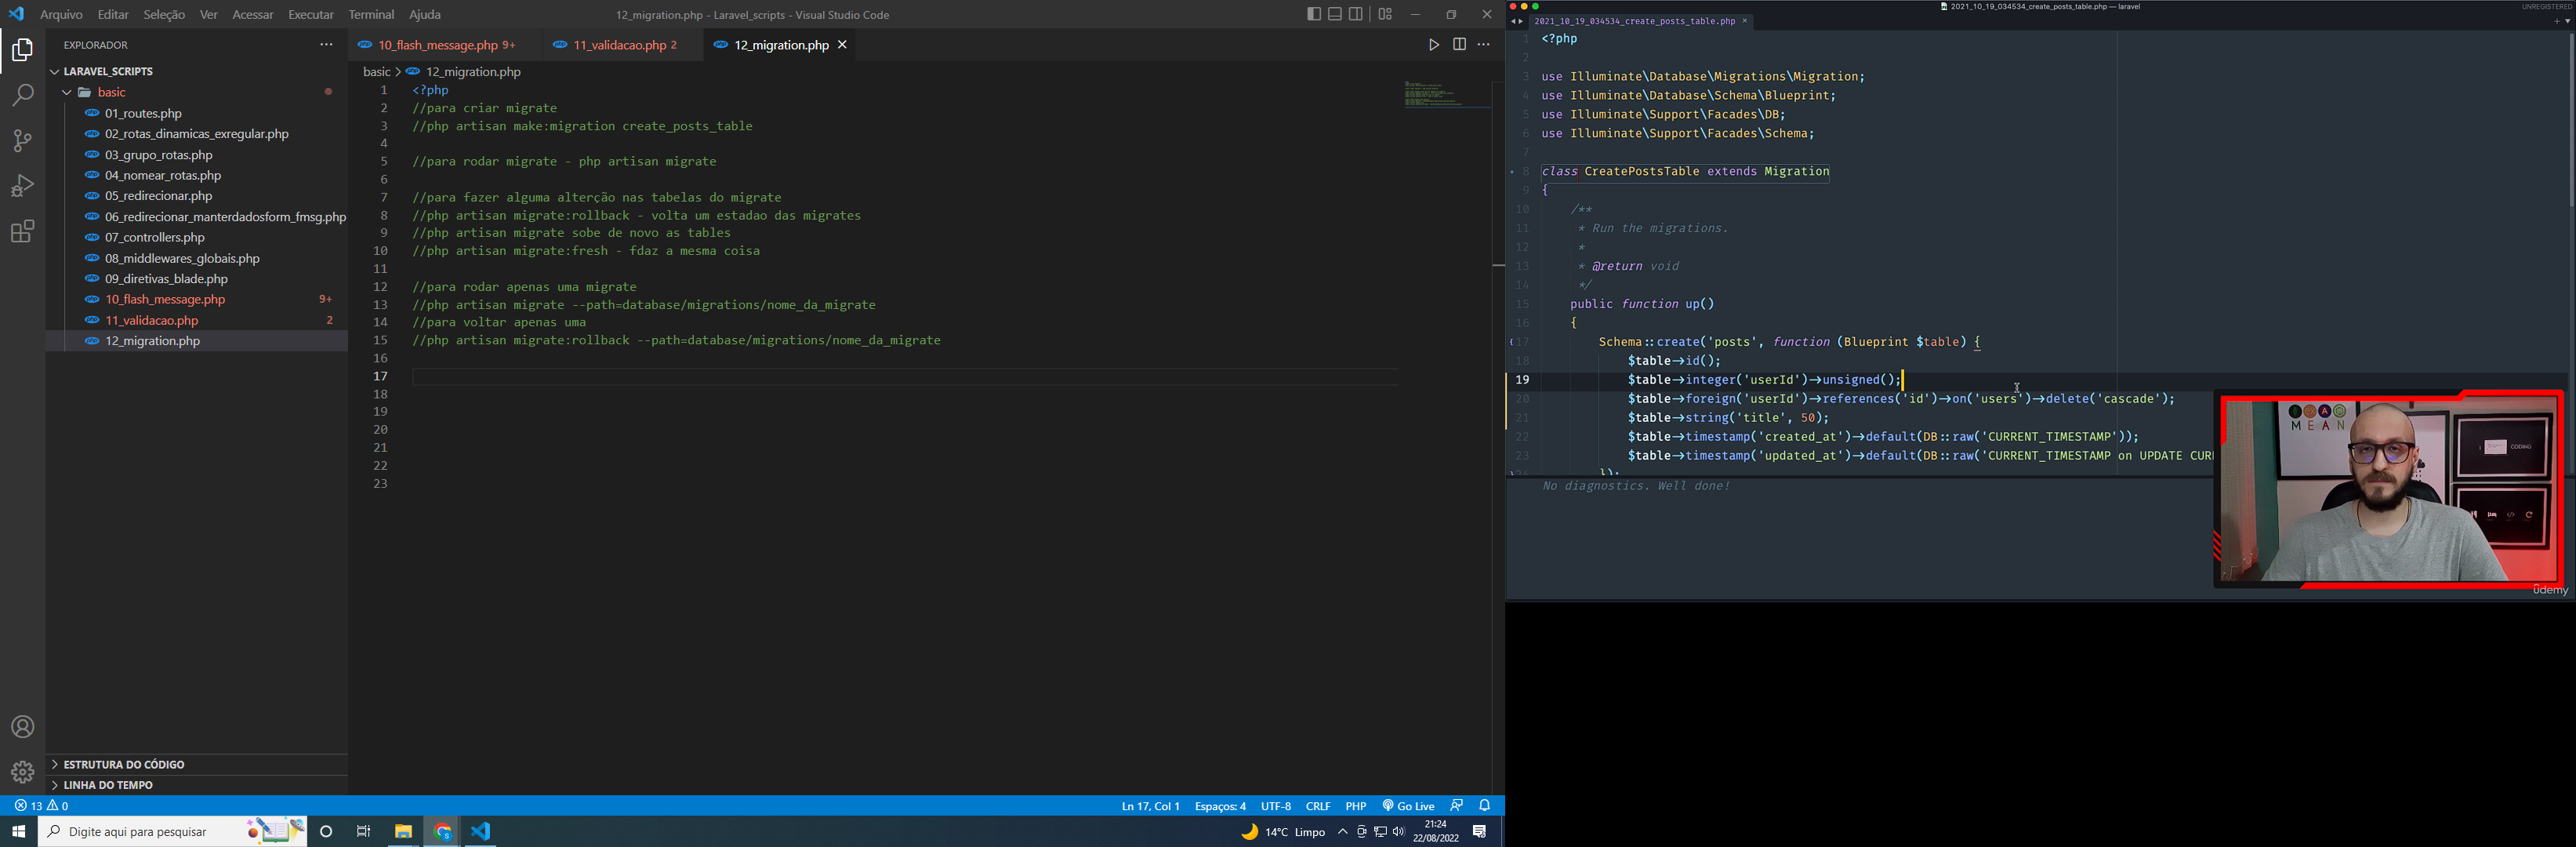 Arquivo Editar Seleção Ver Acessar Executar Terminal Ajuda
12_migration.php - Laravel_scripts - Visual Studio Code
EXPLORADOR
LARAVEL_SCRIPTS
basic
01_routes.php
02_rotas_dinamicas_exregular.php
03_grupo_rotas.php
04_nomear_rotas.php
05_redirecionar.php
06_redirecionar_manterdadosform_fmsg.php
07_controllers.php
08_middlewares_globais.php
09_diretivas_blade.php
10_flash_message.php 9+
11_validacao.php 2
12_migration.php
ESTRUTURA DO CÓDIGO
LINHA DO TEMPO
10_flash_message.php 9+ 11_validacao.php 2 12_migration.php
basic > 12_migration.php
1 <?php
2 //para criar migrate
3 //php artisan make:migration create_posts_table
4
5 //para rodar migrate - php artisan migrate
6
7 //para fazer alguma alterção nas tabelas do migrate
8 //php artisan migrate:rollback - volta um estadao das migrates
9 //php artisan migrate sobe de novo as tables
10 //php artisan migrate:fresh - fdaz a mesma coisa
11
12 //para rodar apenas uma migrate
13 //php artisan migrate --path=database/migrations/nome_da_migrate
14 //para voltar apenas uma
15 //php artisan migrate:rollback --path=database/migrations/nome_da_migrate
16
17
18
19
20
21
22
23
13 0
Ln 17, Col 1 Espaços: 4 UTF-8 CRLF PHP Go Live
Digite aqui para pesquisar
14°C Limpo
21:24
22/08/2022
2021_10_19_034534_create_posts_table.php — laravel
UNREGISTERED
2021_10_19_034534_create_posts_table.php
1 <?php
2
3 use Illuminate\Database\Migrations\Migration;
4 use Illuminate\Database\Schema\Blueprint;
5 use Illuminate\Support\Facades\DB;
6 use Illuminate\Support\Facades\Schema;
7
8 class CreatePostsTable extends Migration
9 {
10 /**
11 * Run the migrations.
12 *
13 * @return void
14 */
15 public function up()
16 {
17 Schema::create('posts', function (Blueprint $table) {
18 $table->id();
19 $table->integer('userId')->unsigned();
20 $table->foreign('userId')->references('id')->on('users')->delete('cascade');
21 $table->string('title', 50);
22 $table->timestamp('created_at')->default(DB::raw('CURRENT_TIMESTAMP'));
23 $table->timestamp('updated_at')->default(DB::raw('CURRENT_TIMESTAMP on UPDATE CUR
});
No diagnostics. Well done!
MEAN
CODING
ûdemy